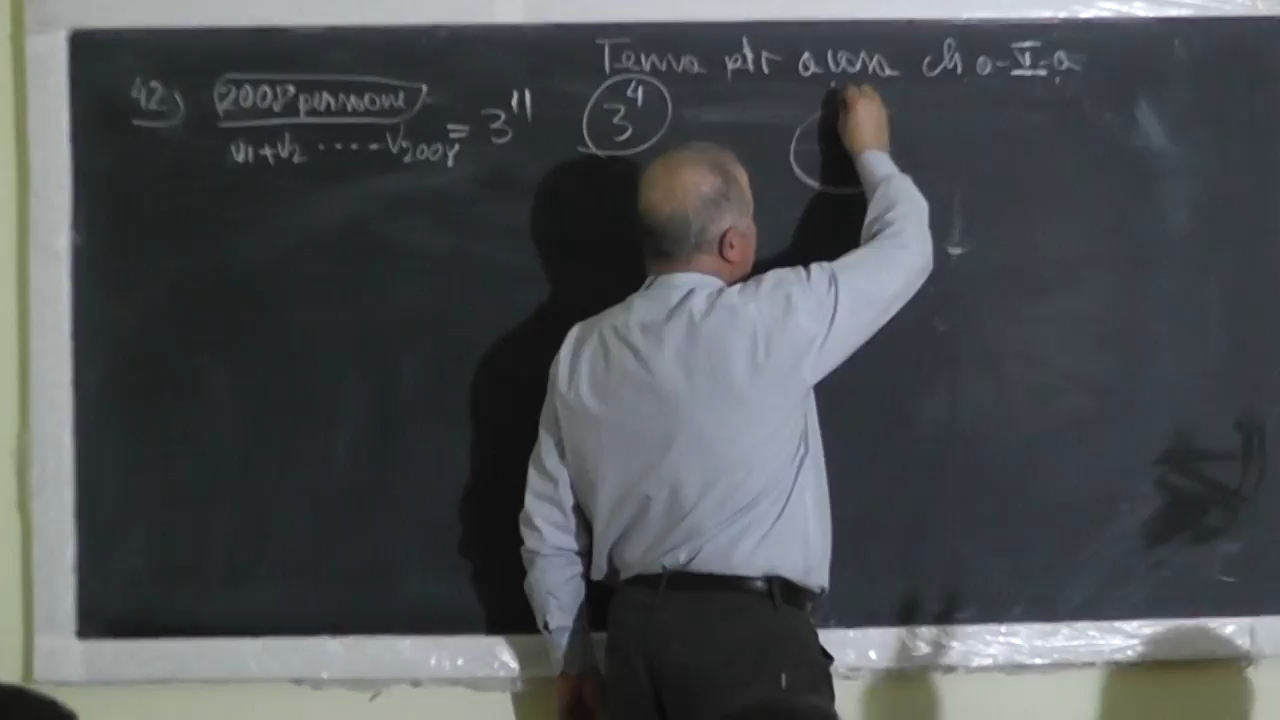 Tema ptr acasa cl. a-V-a
42) 2008 persoane 3^4
v1+v2 ..... v2008 = 3^11